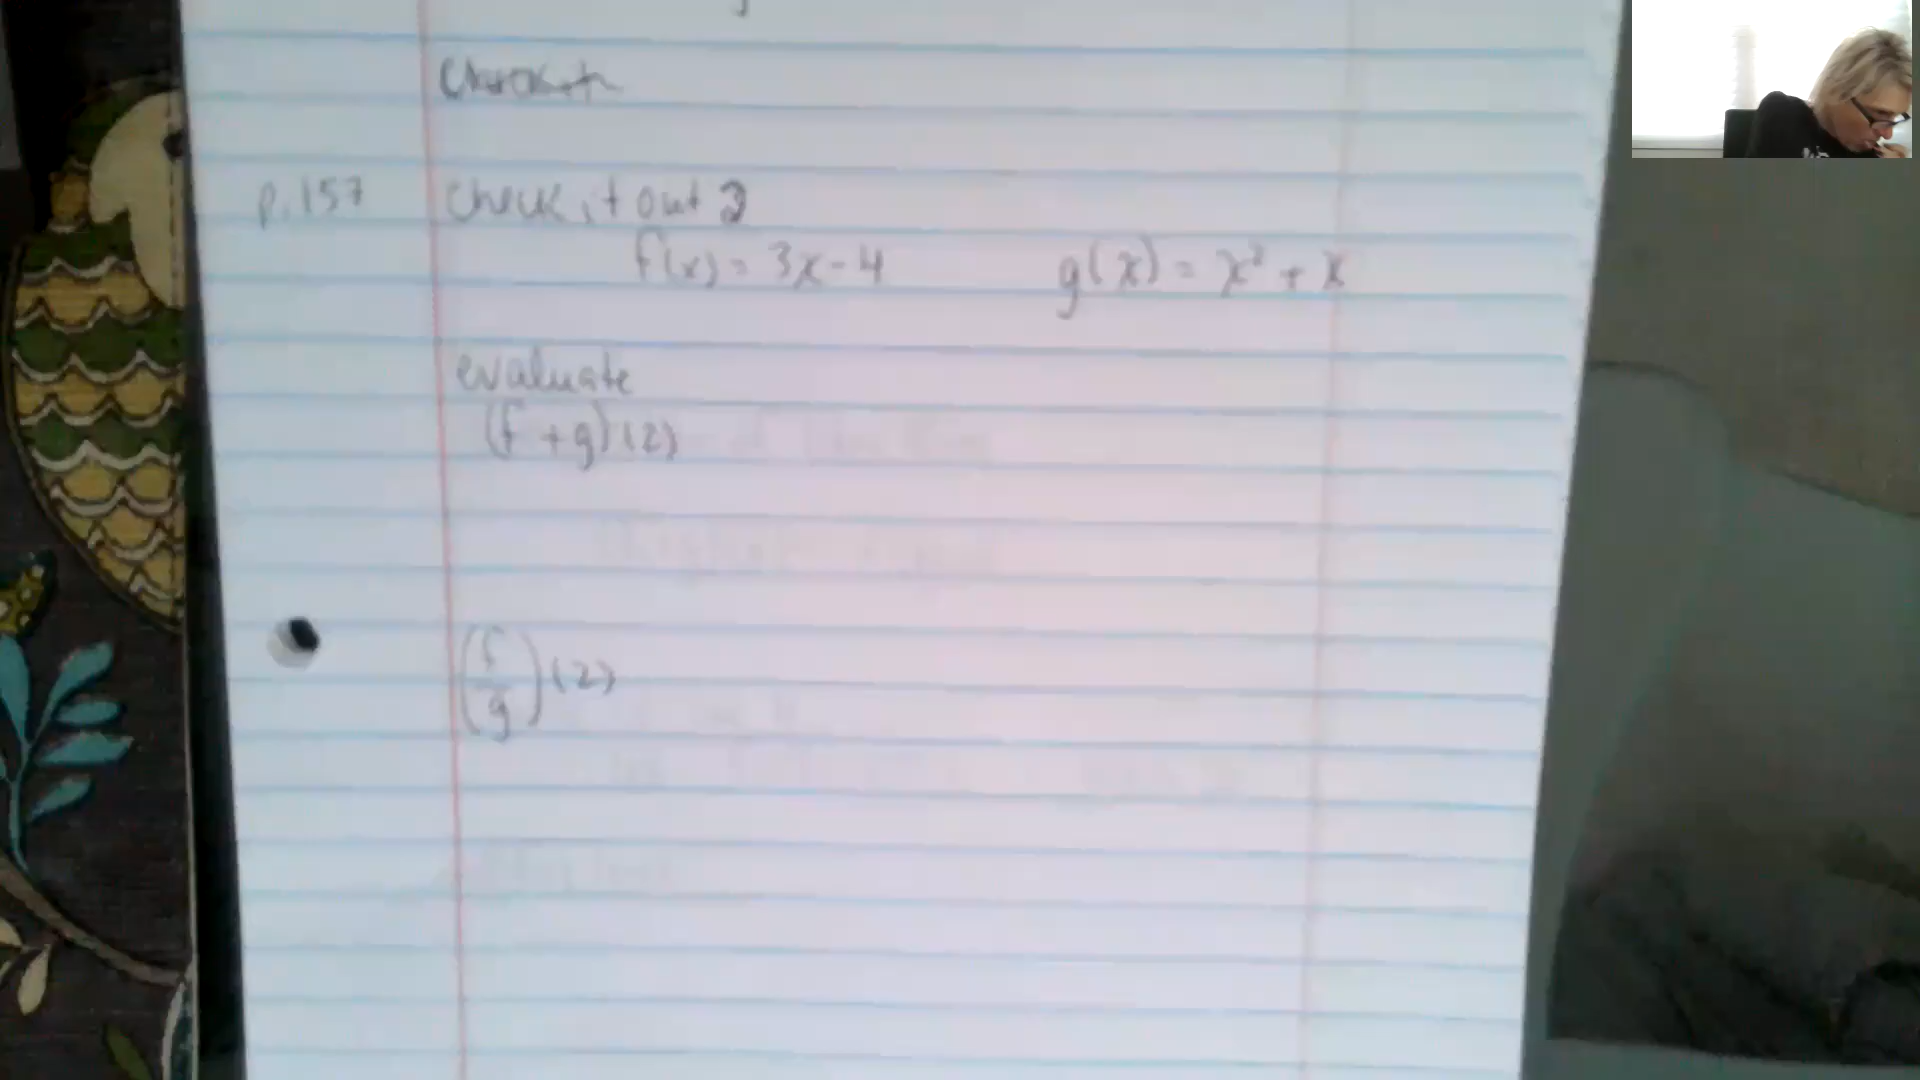 p.157 Check it out 2
f(x) = 3x - 4 g(x) = x² + x
evaluate
(f + g)(2)
(f/g)(2)